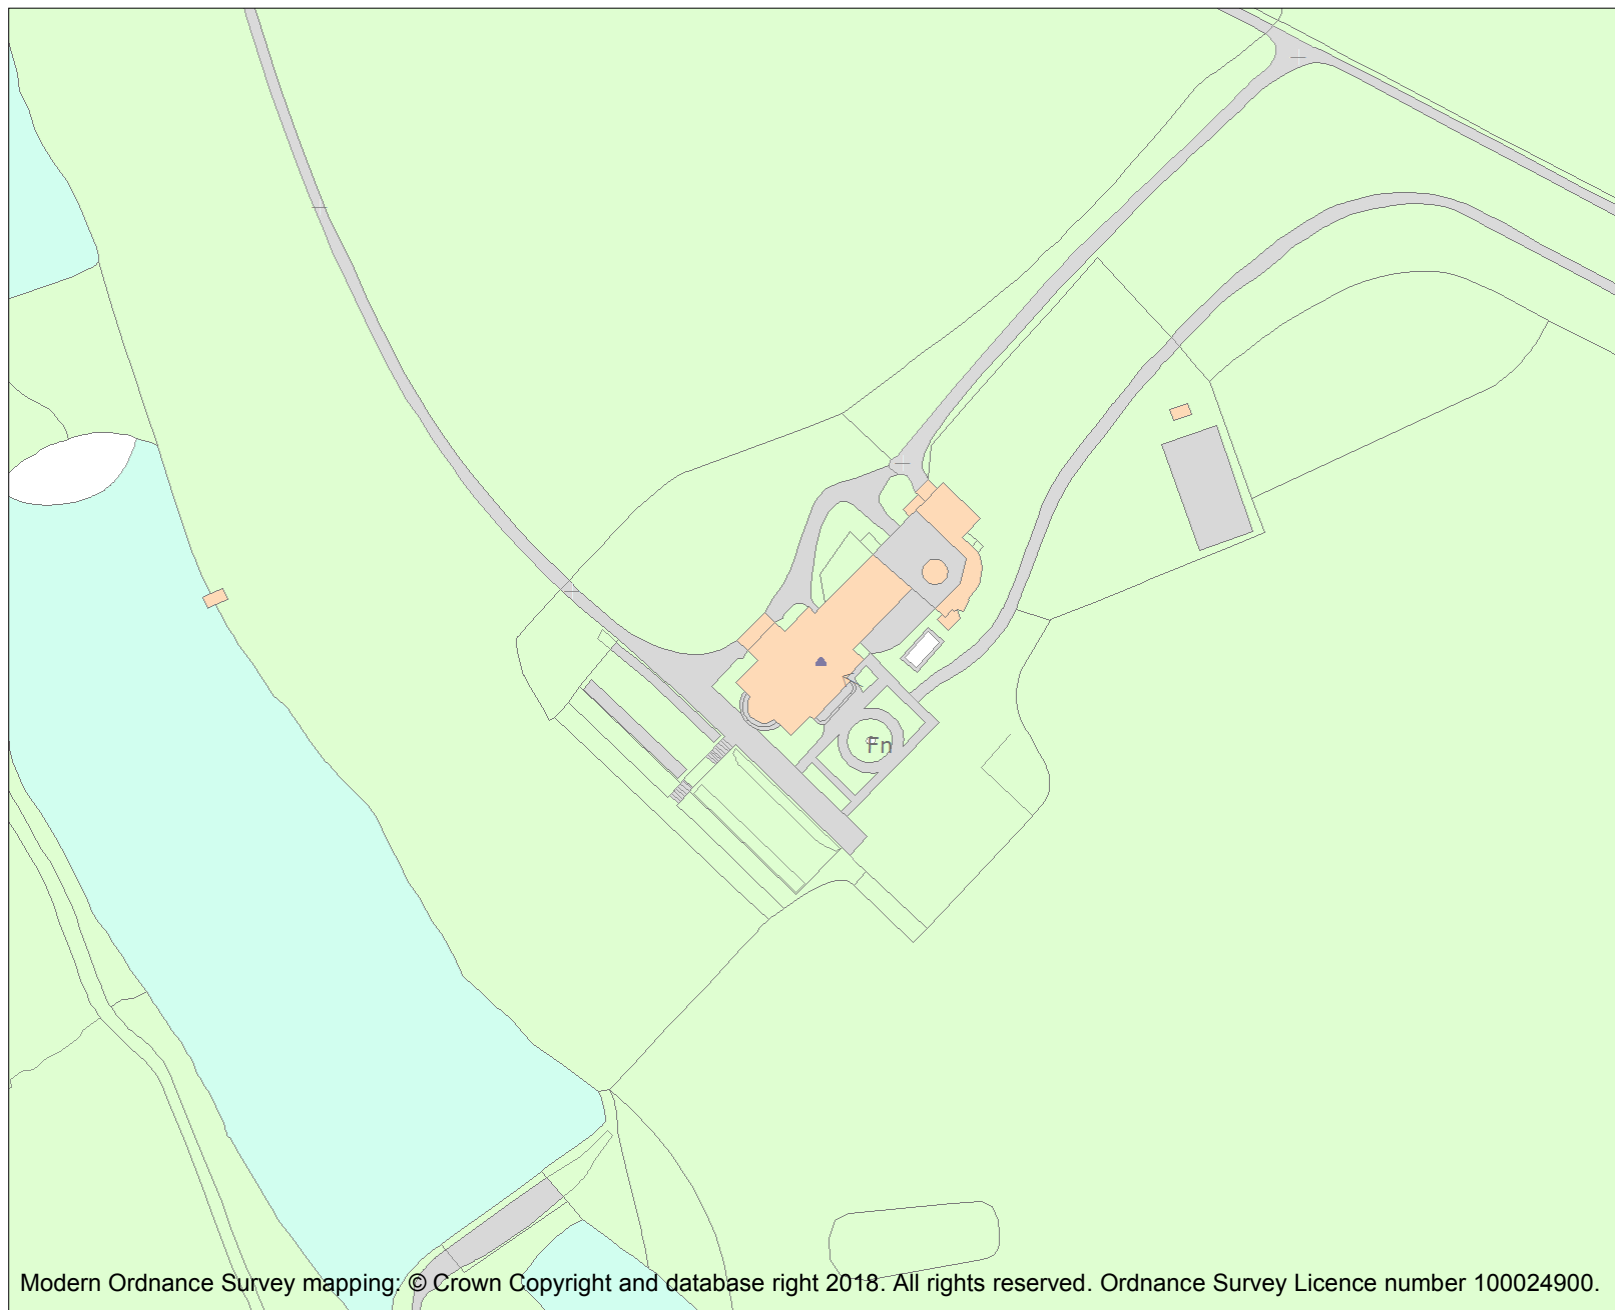 Fn
Modern Ordnance Survey mapping: © Crown Copyright and database right 2018. All rights reserved. Ordnance Survey Licence number 100024900.